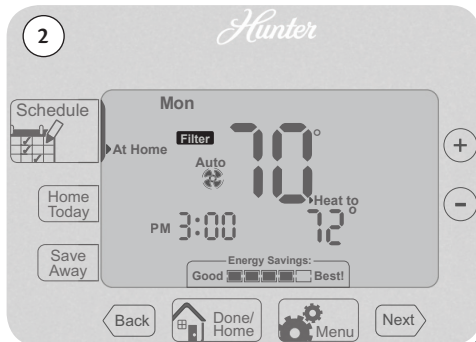 2
Hunter
Schedule
Mon
At Home
Filter
Auto
70°
Heat to
72°
PM 3:00
Home
Today
Save
Away
Energy Savings:
Good
Best!
Back
Done/
Home
Menu
Next
+
-